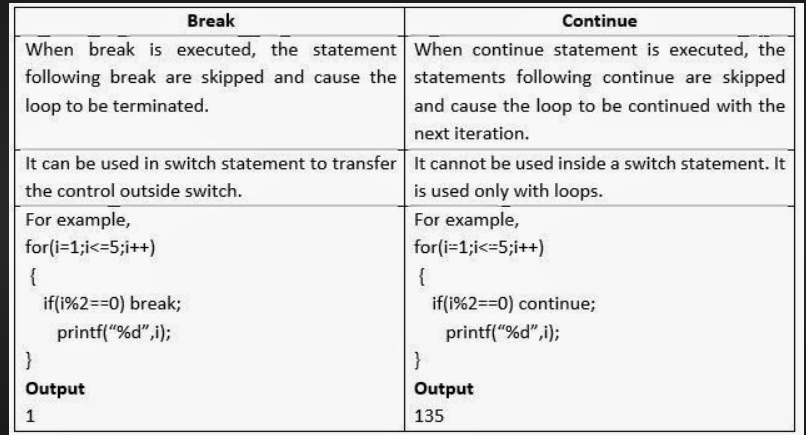 Break
When break is executed, the statement
following break are skipped and cause the
loop to be terminated.
Continue
When continue statement is executed, the
statements following continue are skipped
and cause the loop to be continued with the
next iteration.
It can be used in switch statement to transfer
the control outside switch.
It cannot be used inside a switch statement. It
is used only with loops.
For example,
for(i=1;i<=5;i++)
{
if(i%2==0) break;
printf(“%d”,i);
}
Output
1
For example,
for(i=1;i<=5;i++)
{
if(i%2==0) continue;
printf(“%d”,i);
}
Output
135